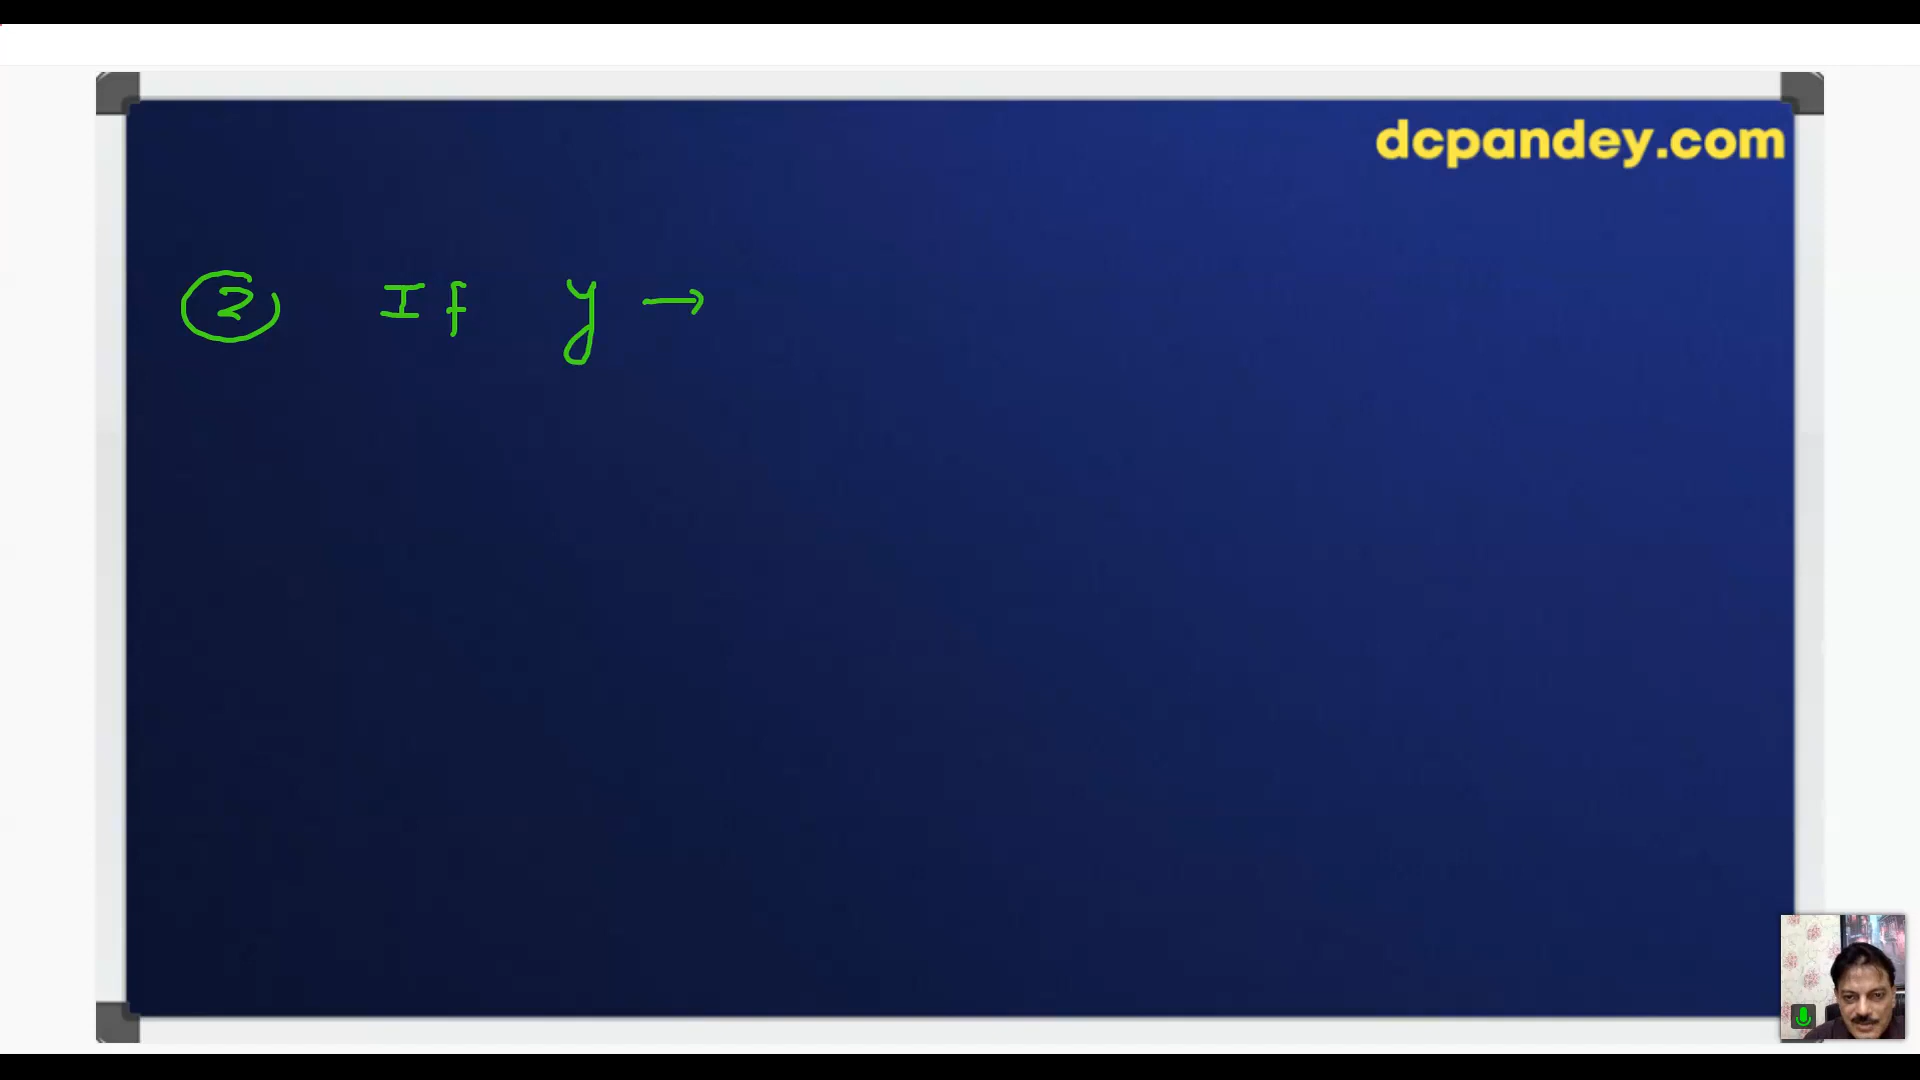 dcpandey.com
② If y →